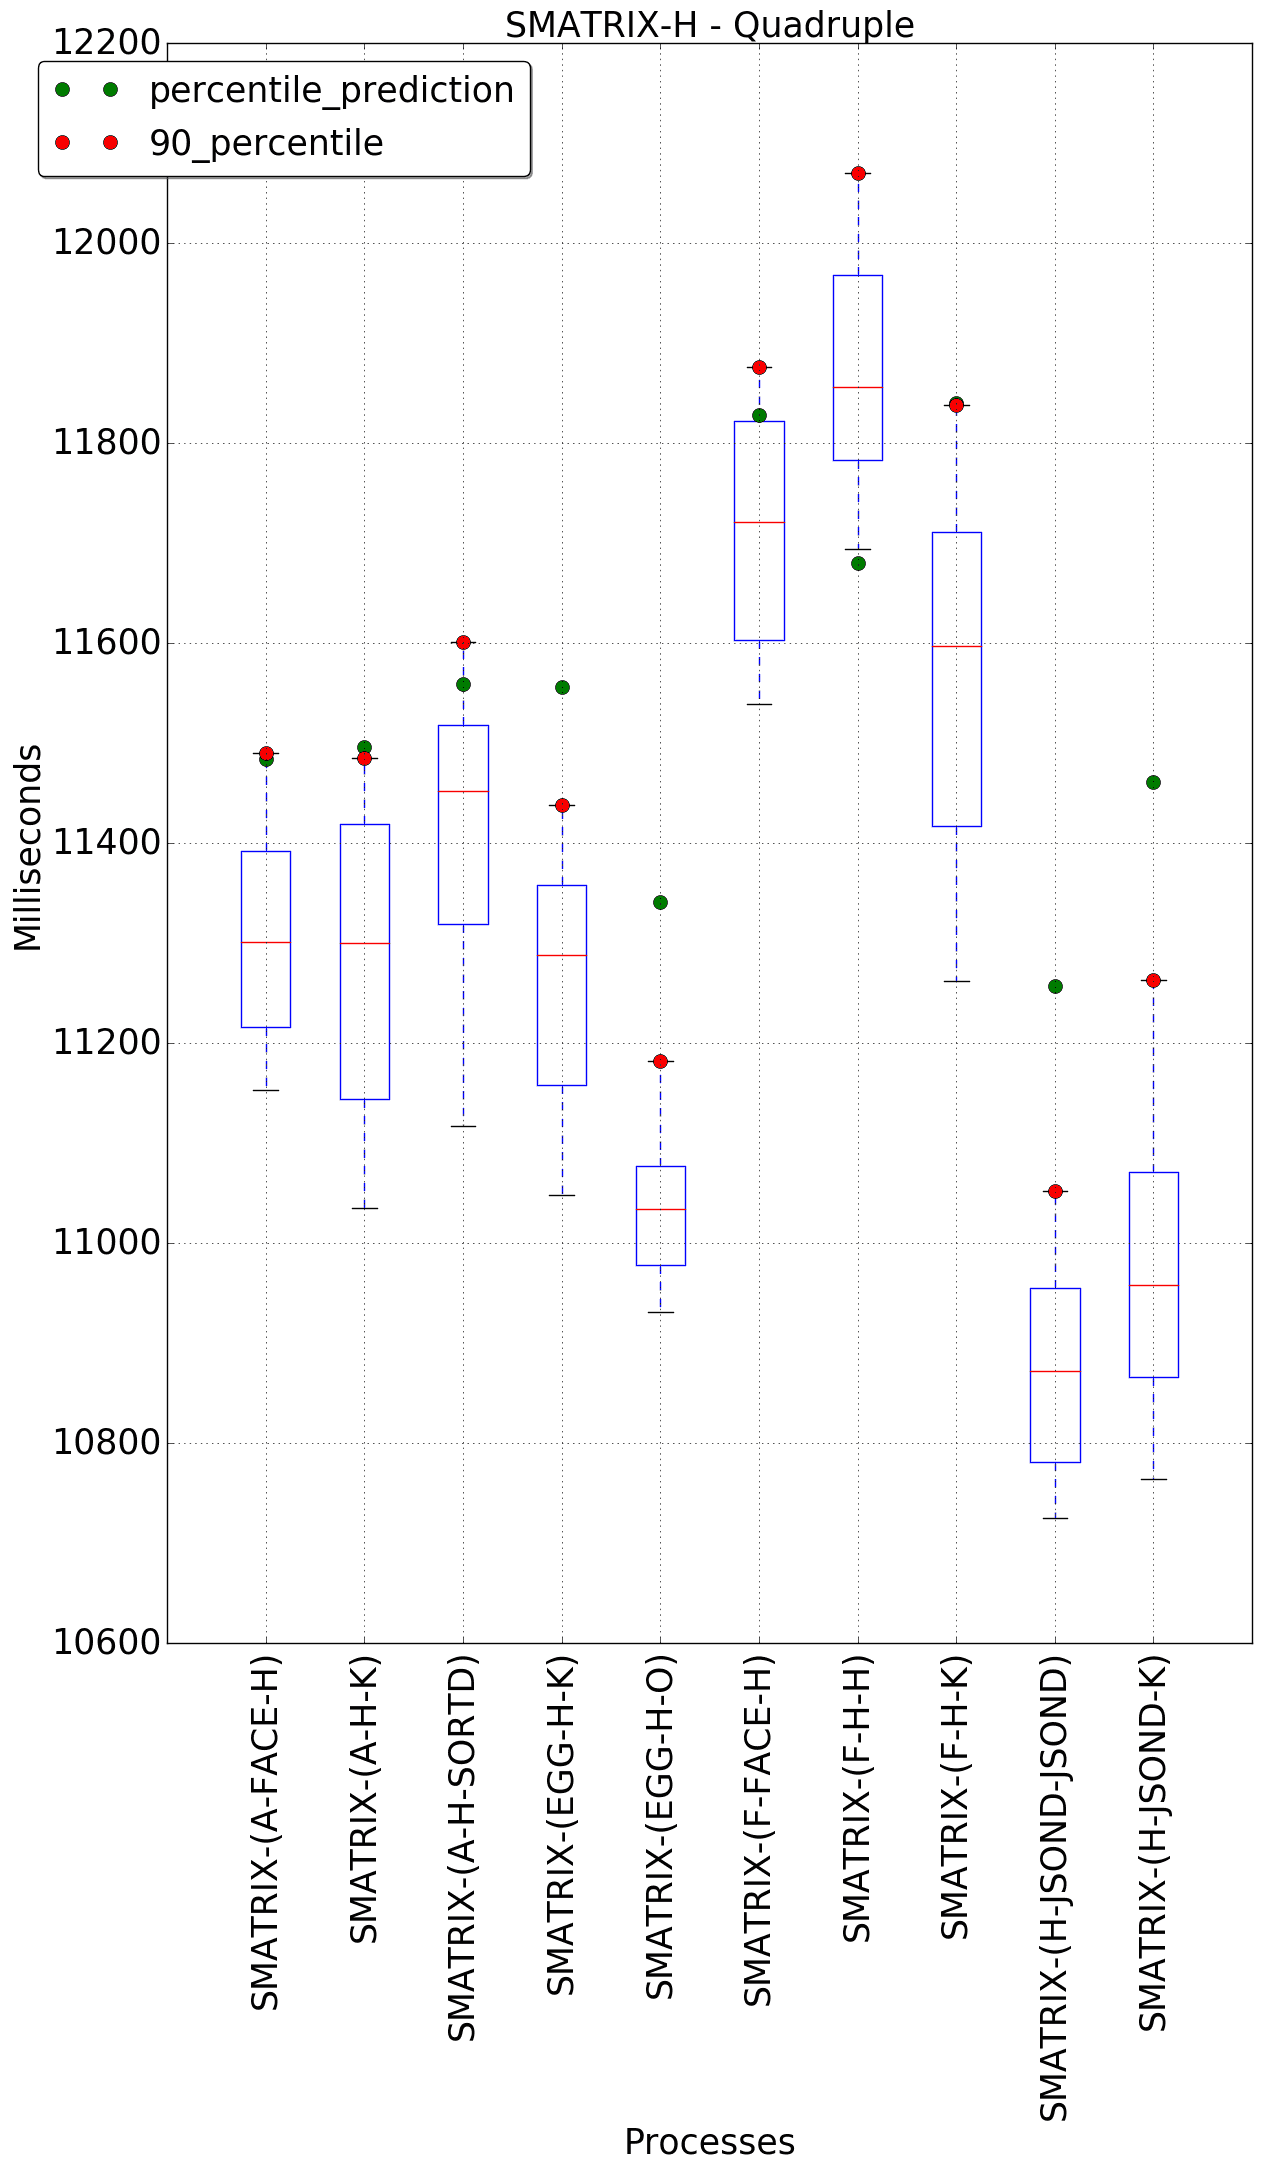 SMATRIX-H - Quadruple
percentile_prediction
90_percentile
Milliseconds
12200
12000
11800
11600
11400
11200
11000
10800
10600
SMATRIX-(A-FACE-H)
SMATRIX-(A-H-K)
SMATRIX-(A-H-SORTD)
SMATRIX-(EGG-H-K)
SMATRIX-(EGG-H-O)
SMATRIX-(F-FACE-H)
SMATRIX-(F-H-H)
SMATRIX-(F-H-K)
SMATRIX-(H-JSOND-JSOND)
SMATRIX-(H-JSOND-K)
Processes